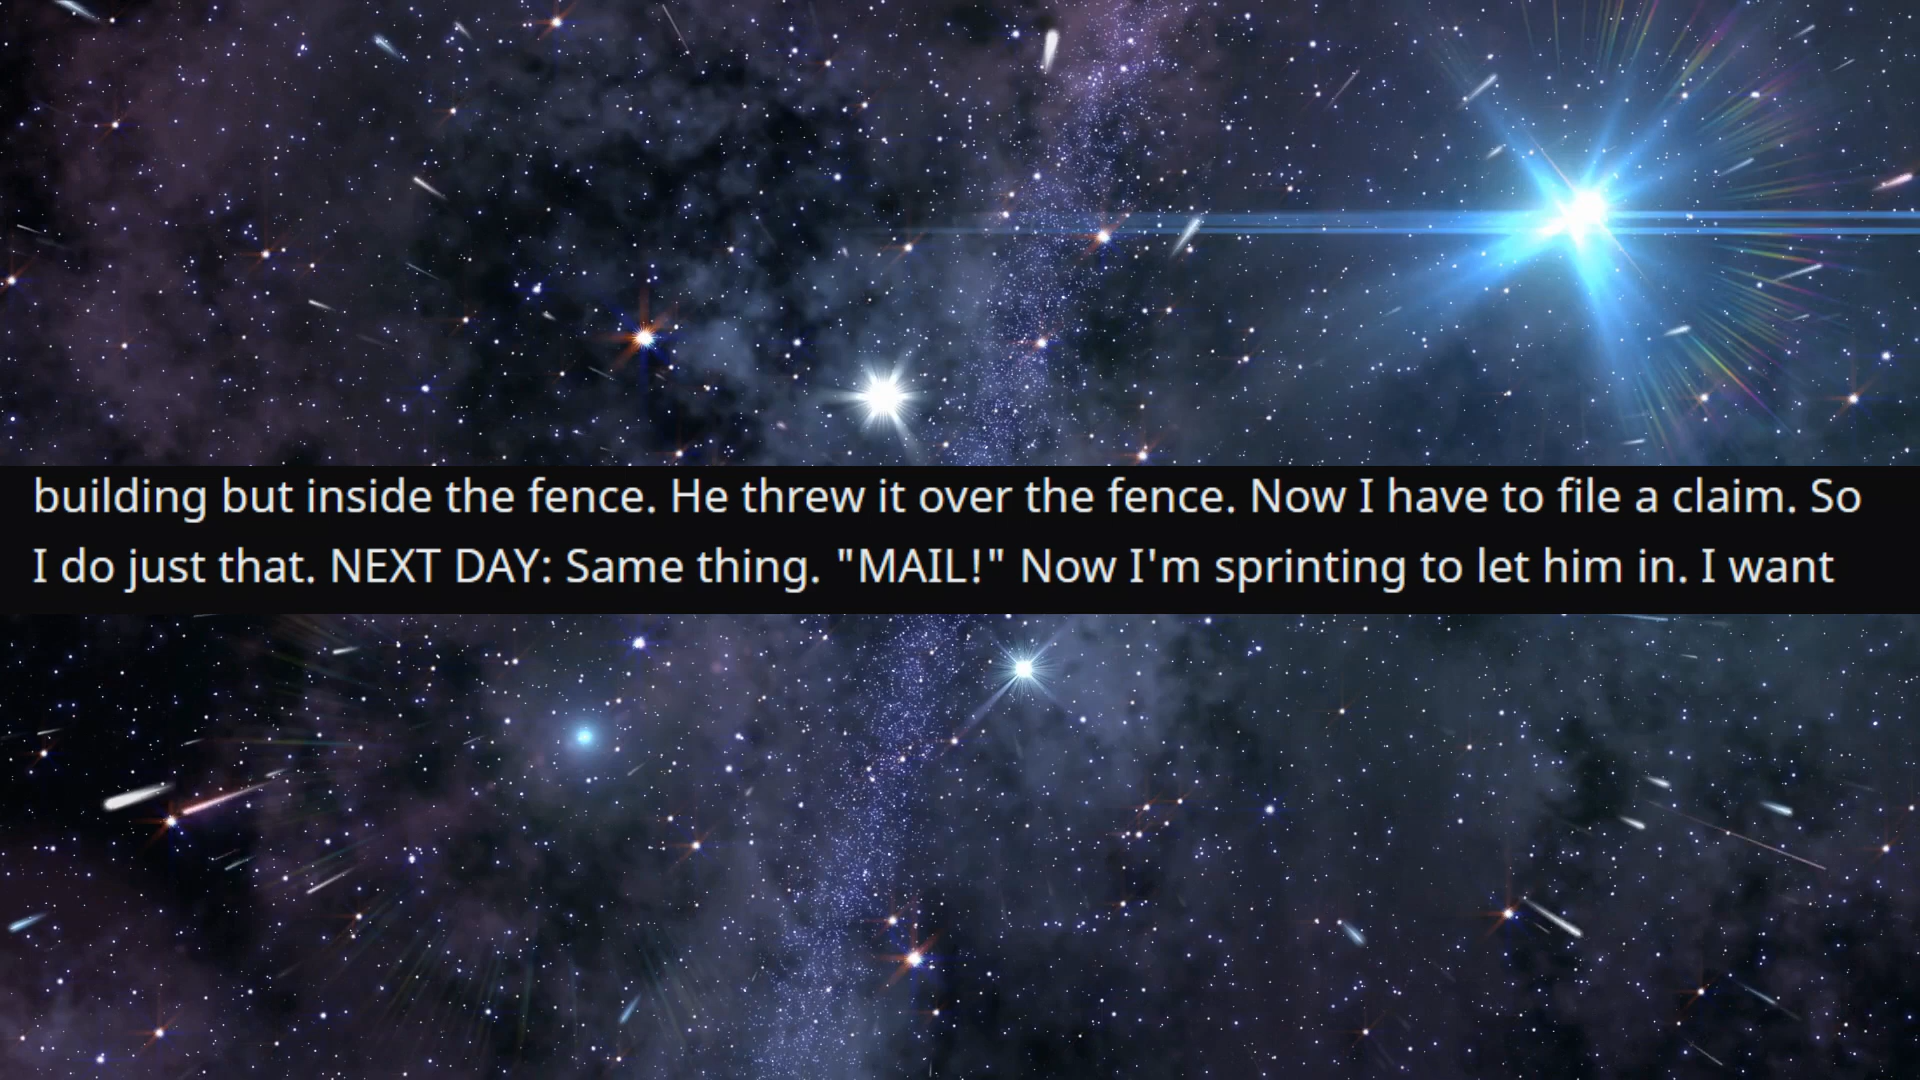 building but inside the fence. He threw it over the fence. Now I have to file a claim. So
I do just that. NEXT DAY: Same thing. "MAIL!" Now I'm sprinting to let him in. I want